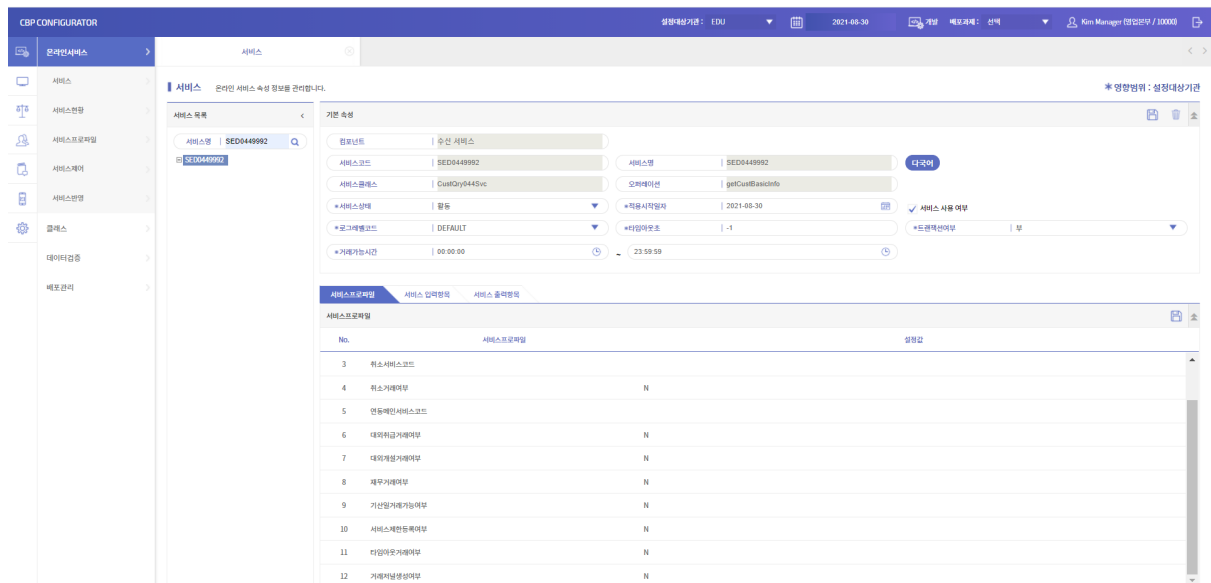 CBP CONFIGURATOR 설정대상기관 : EDU 2021-08-30 개발 배포과제 : 선택 Kim Manager (영업본부 / 10000)
온라인서비스 서비스
서비스
서비스현황
서비스프로파일
서비스제어
서비스반영
클래스
데이터검증
배포관리
서비스 온라인 서비스 속성 정보를 관리합니다. * 영향범위 : 설정대상기관
서비스 목록
서비스명 SED0449992
SED0449992
기본 속성
컴포넌트 수신 서비스
서비스코드 SED0449992 서비스명 SED0449992 다국어
서비스클래스 CustQry044Svc 오퍼레이션 getCustBasicInfo
*서비스상태 활동 *적용시작일자 2021-08-30 서비스 사용 여부
*로그레벨코드 DEFAULT *타임아웃초 -1 *트랜잭션여부 부
*거래가능시간 00:00:00 ~ 23:59:59
서비스프로파일 서비스 입력항목 서비스 출력항목
서비스프로파일
No. 서비스프로파일 설정값
3 취소서비스코드
4 취소거래여부 N
5 연동메인서비스코드
6 대외취급거래여부 N
7 대외개설거래여부 N
8 재무거래여부 N
9 기산일거래가능여부 N
10 서비스제한등록여부 N
11 타임아웃거래여부 N
12 거래저널생성여부 N